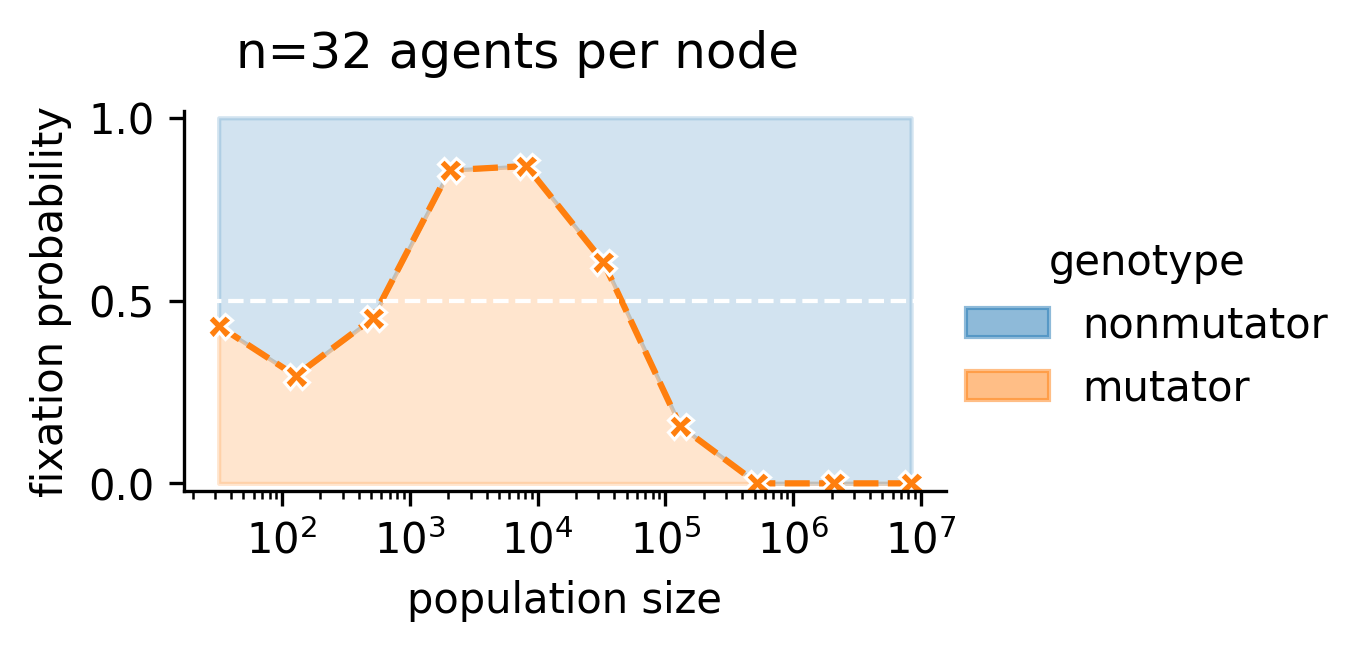 n=32 agents per node
fixation probability
1.0
0.5
0.0
10² 10³ 10⁴ 10⁵ 10⁶ 10⁷
population size
genotype
nonmutator
mutator